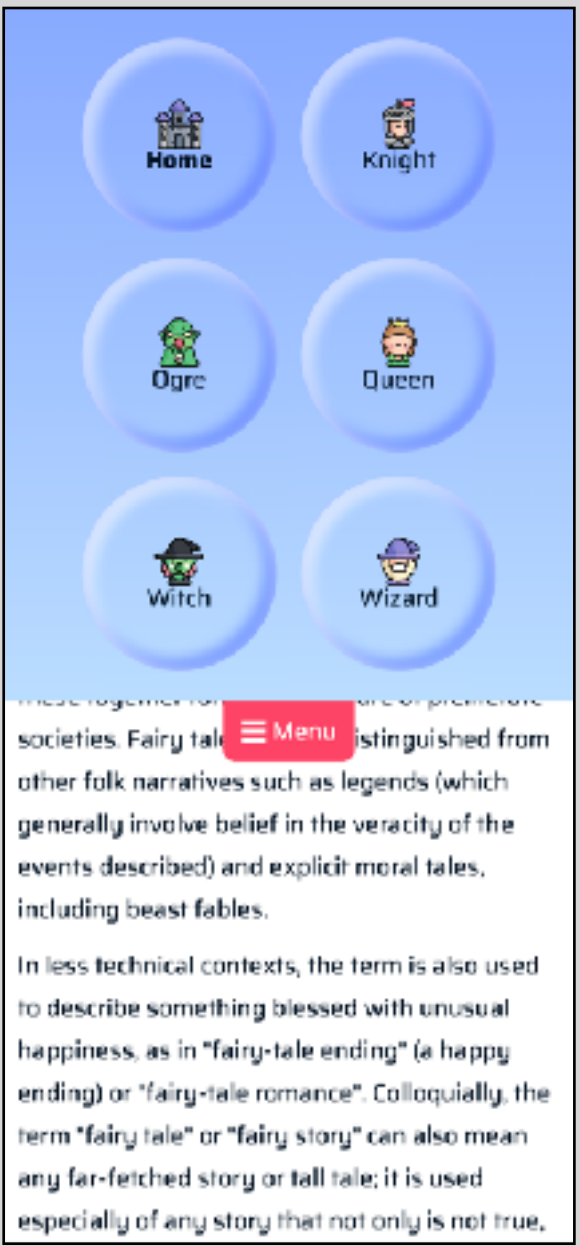 Home
Knight
Ogre
Queen
Witch
Wizard
Menu
societies. Fairy istinguished from
other folk narratives such as legends (which
generally involve belief in the veracity of the
events described) and explicit moral tales,
including beast fables.
In less technical contexts, the term is also used
to describe something blessed with unusual
happiness, as in "fairy-tale ending" (a happy
ending) or "fairy-tale romance". Colloquially, the
term "fairy tale" or "fairy story" can also mean
any far-fetched story or tall tale; it is used
especially of any story that not only is not true,